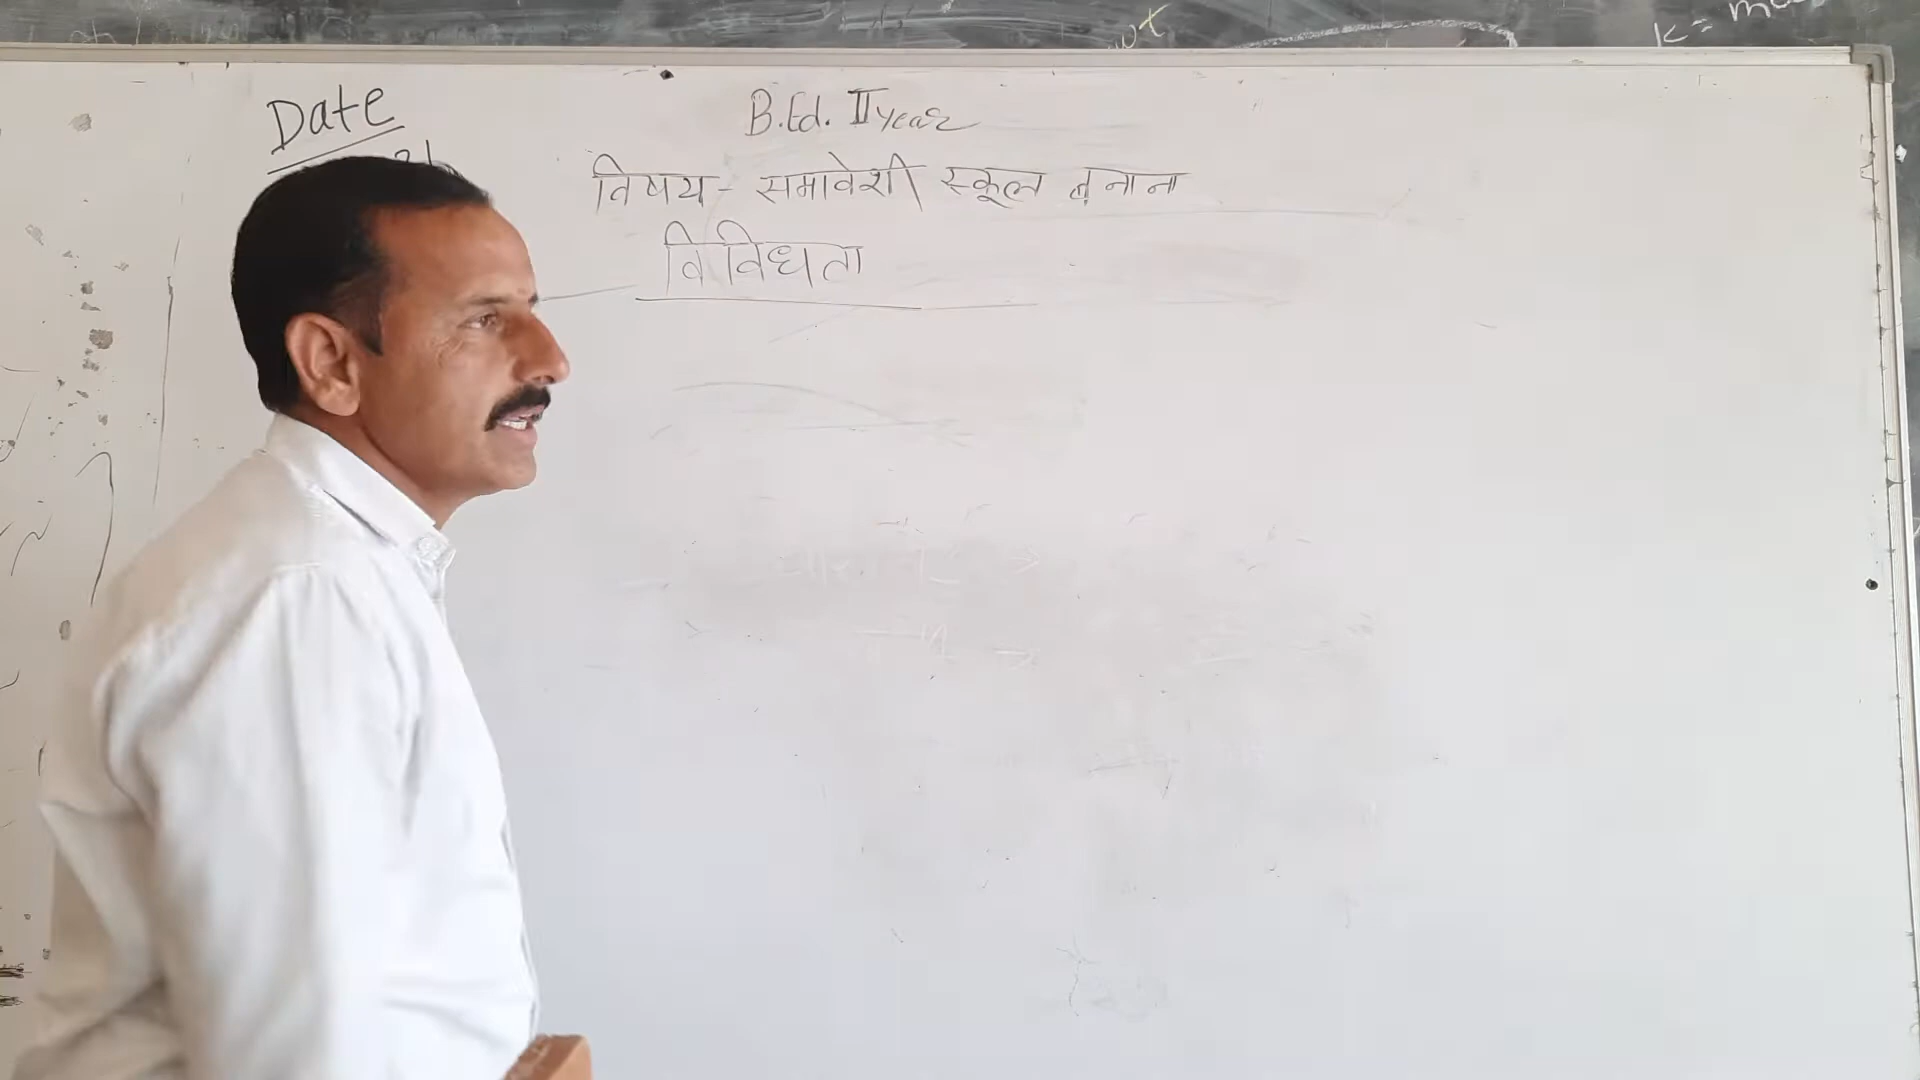 Date
B.Ed. II year
विषय - समावेशी स्कूल बनाना
विविधता